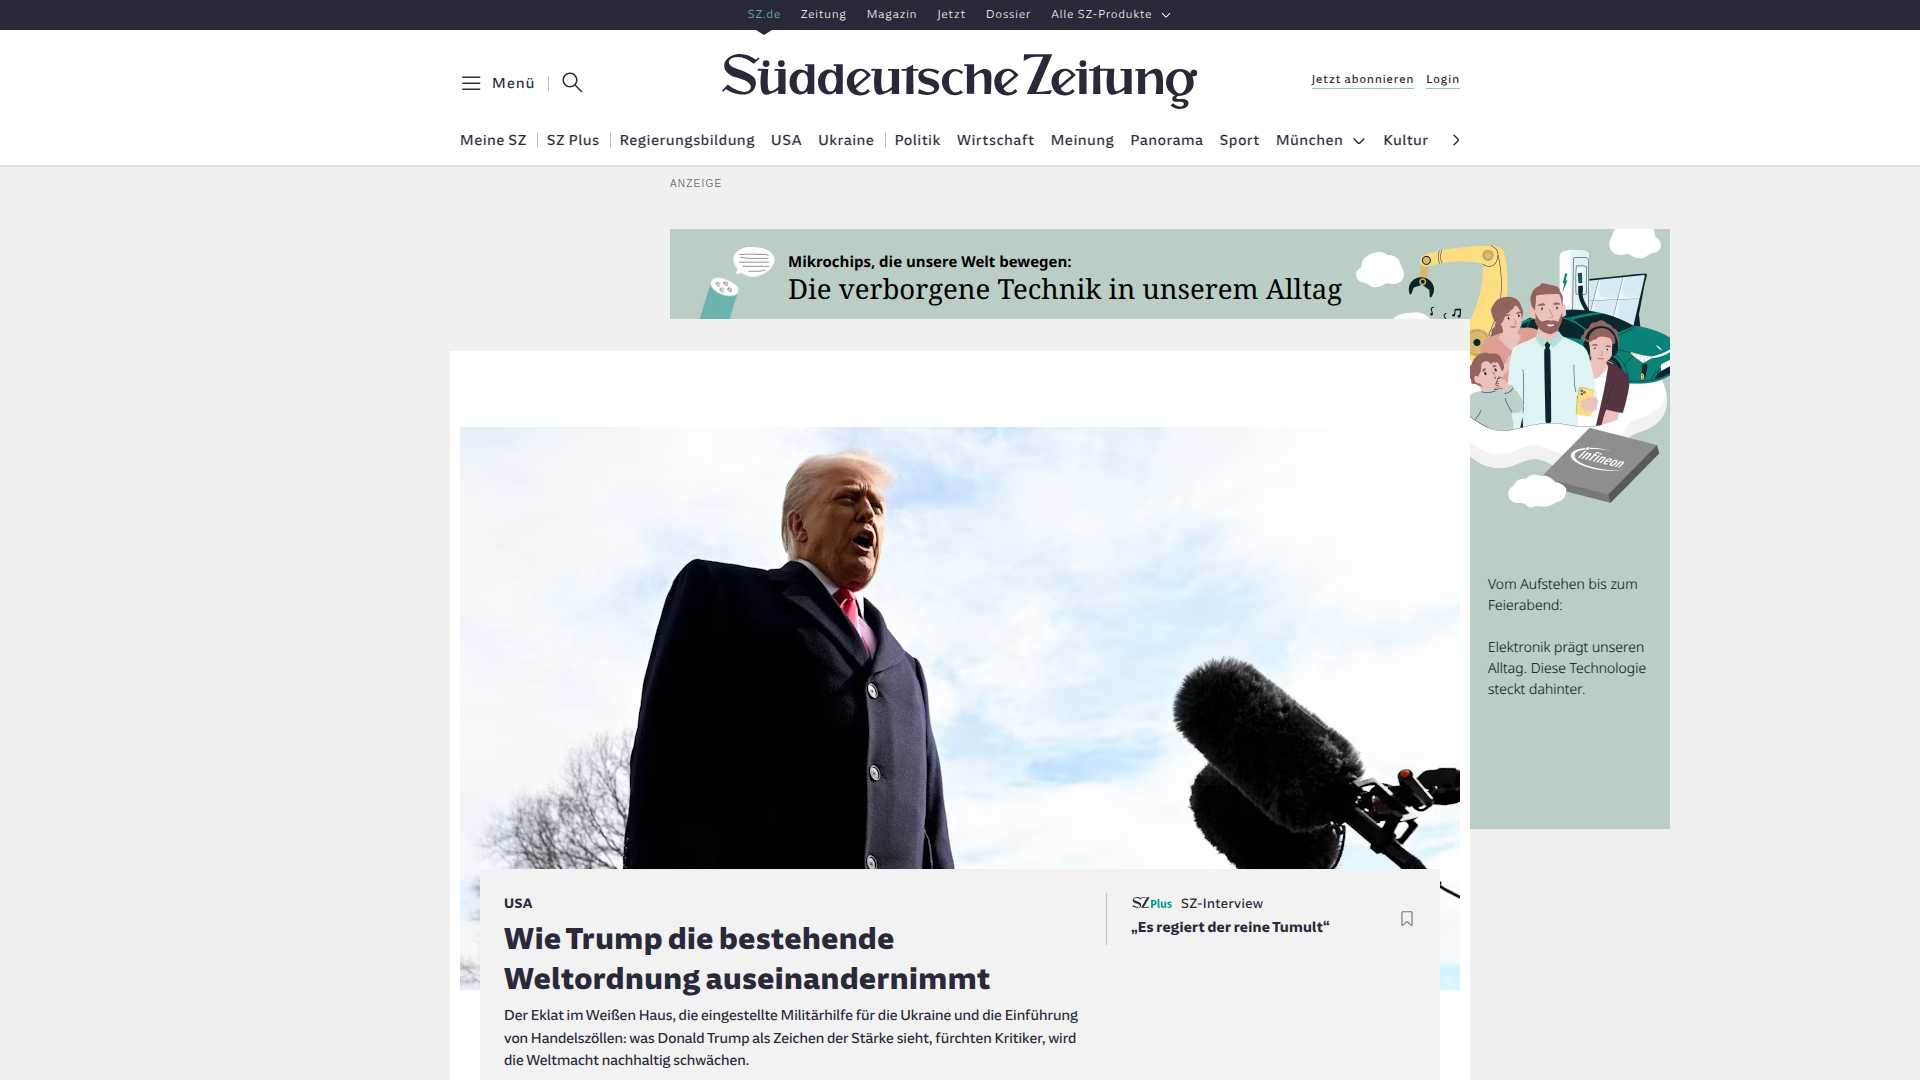 SZ.de Zeitung Magazin Jetzt Dossier Alle SZ-Produkte
Menü
Süddeutsche Zeitung
Jetzt abonnieren Login
Meine SZ SZ Plus Regierungsbildung USA Ukraine Politik Wirtschaft Meinung Panorama Sport München Kultur
ANZEIGE
Mikrochips, die unsere Welt bewegen:
Die verborgene Technik in unserem Alltag
infineon
Vom Aufstehen bis zum
Feierabend:
Elektronik prägt unseren
Alltag. Diese Technologie
steckt dahinter.
USA
Wie Trump die bestehende
Weltordnung auseinandernimmt
Der Eklat im Weißen Haus, die eingestellte Militärhilfe für die Ukraine und die Einführung
von Handelszöllen: was Donald Trump als Zeichen der Stärke sieht, fürchten Kritiker, wird
die Weltmacht nachhaltig schwächen.
SZ Plus SZ-Interview
„Es regiert der reine Tumult“